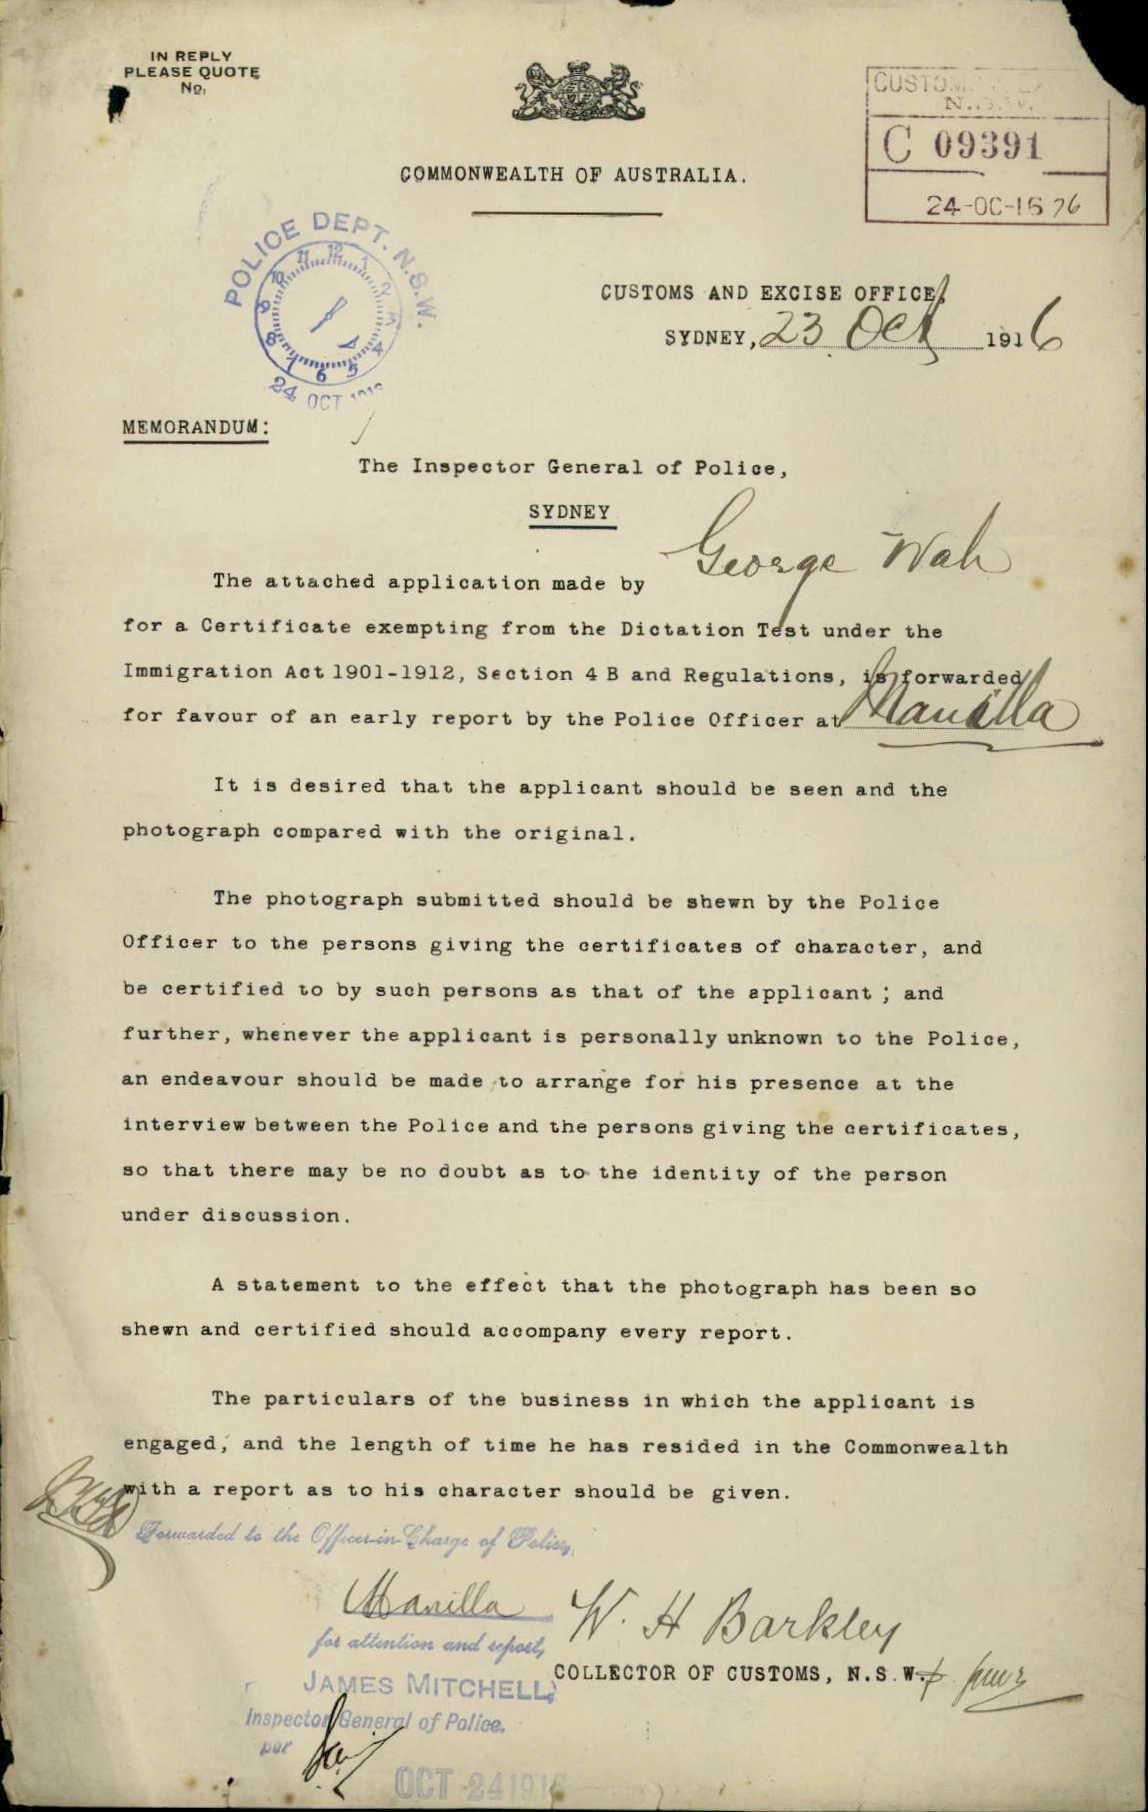 IN REPLY
PLEASE QUOTE
No.
CUSTOMS
N.S.W.
C 09391
24-OC-16
COMMONWEALTH OF AUSTRALIA.
POLICE DEPT. N.S.W.
24 OCT
CUSTOMS AND EXCISE OFFICE,
SYDNEY, 23 Oct 1916
MEMORANDUM:
The Inspector General of Police,
SYDNEY
The attached application made by George Wah
for a Certificate exempting from the Dictation Test under the
Immigration Act 1901-1912, Section 4 B and Regulations, is forwarded
for favour of an early report by the Police Officer at Manilla
It is desired that the applicant should be seen and the
photograph compared with the original.
The photograph submitted should be shewn by the Police
Officer to the persons giving the certificates of character, and
be certified to by such persons as that of the applicant; and
further, whenever the applicant is personally unknown to the Police,
an endeavour should be made to arrange for his presence at the
interview between the Police and the persons giving the certificates,
so that there may be no doubt as to the identity of the person
under discussion.
A statement to the effect that the photograph has been so
shewn and certified should accompany every report.
The particulars of the business in which the applicant is
engaged, and the length of time he has resided in the Commonwealth
with a report as to his character should be given.
Forwarded to the Officer-in-Charge of Police,
Manilla
for attention and report,
W. H Barkley
COLLECTOR OF CUSTOMS, N.S.W.
JAMES MITCHELL,
Inspector General of Police.
per
OCT 24 1916